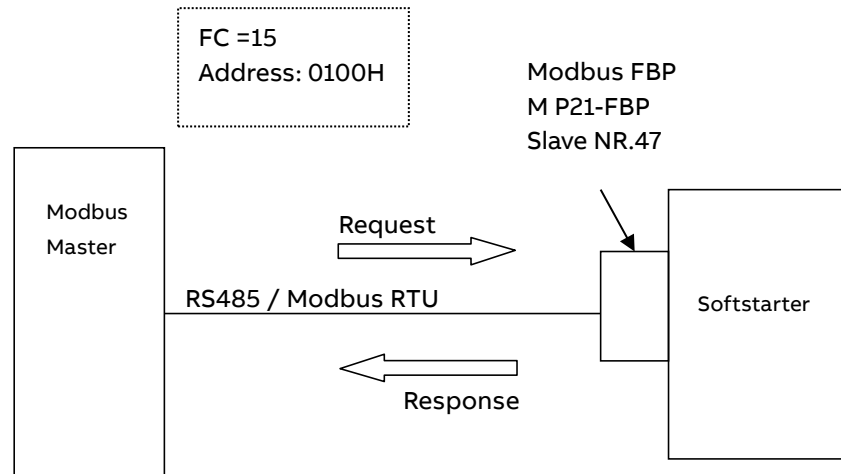 FC =15
Address: 0100H
Modbus FBP
M P21-FBP
Slave NR.47
Modbus
Master
Request
RS485 / Modbus RTU
Softstarter
Response